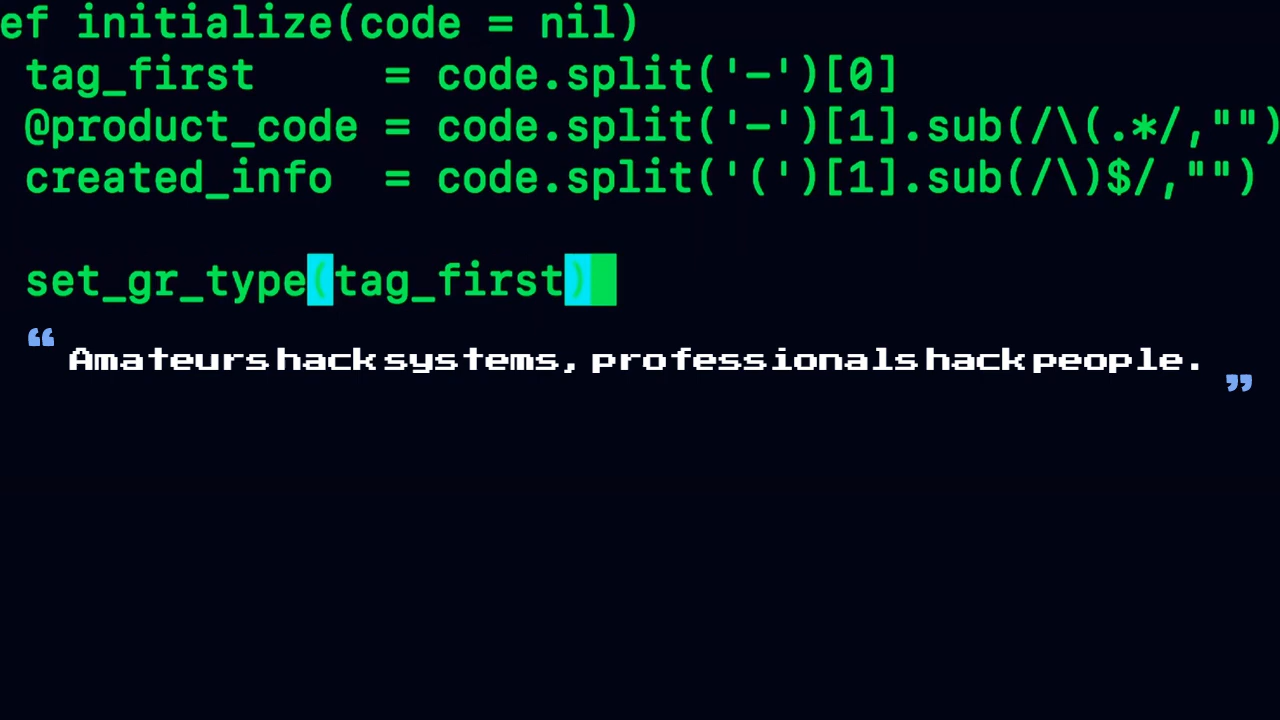 ef initialize(code = nil)
tag_first     = code.split('-')[0]
@product_code = code.split('-')[1].sub(/\(.*/,"")
created_info  = code.split('(')[1].sub(/\)$/,"")
set_gr_type(tag_first)
“Amateurs hack systems, professionals hack people.”